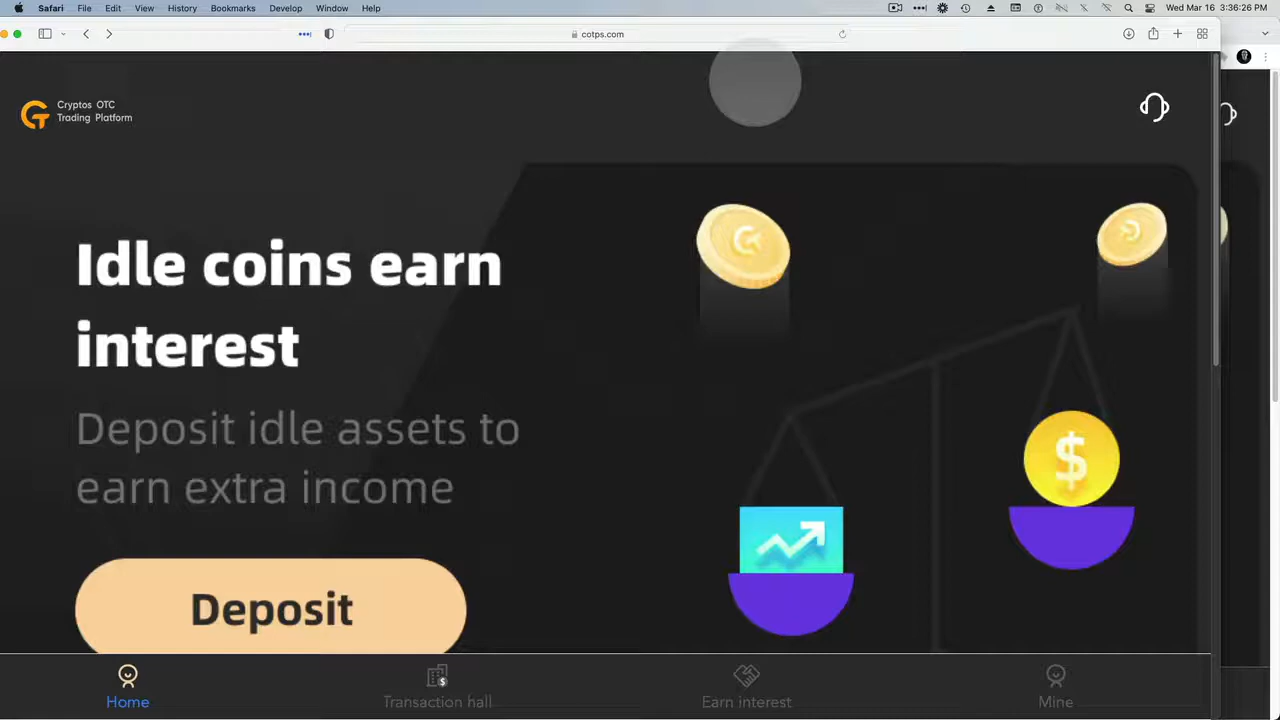 Safari File Edit View History Bookmarks Develop Window Help Wed Mar 16 3:36:26 PM
cotps.com
Cryptos OTC
Trading Platform
Idle coins earn
interest
Deposit idle assets to
earn extra income
$
Deposit
Home Transaction hall Earn interest Mine